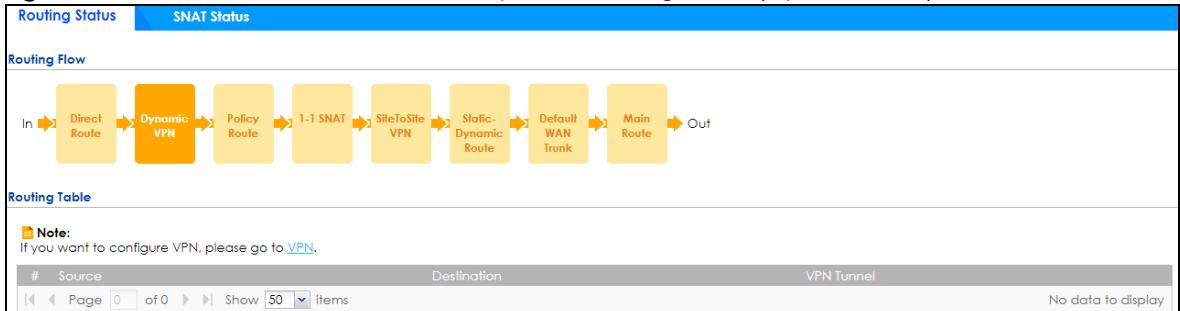 Routing Status SNAT Status
Routing Flow
In Direct Route Dynamic VPN Policy Route 1-1 SNAT SiteToSite VPN Static-Dynamic Route Default WAN Trunk Main Route Out
Routing Table
Note:
If you want to configure VPN, please go to VPN.
# Source Destination VPN Tunnel
Page 0 of 0 Show 50 items No data to display